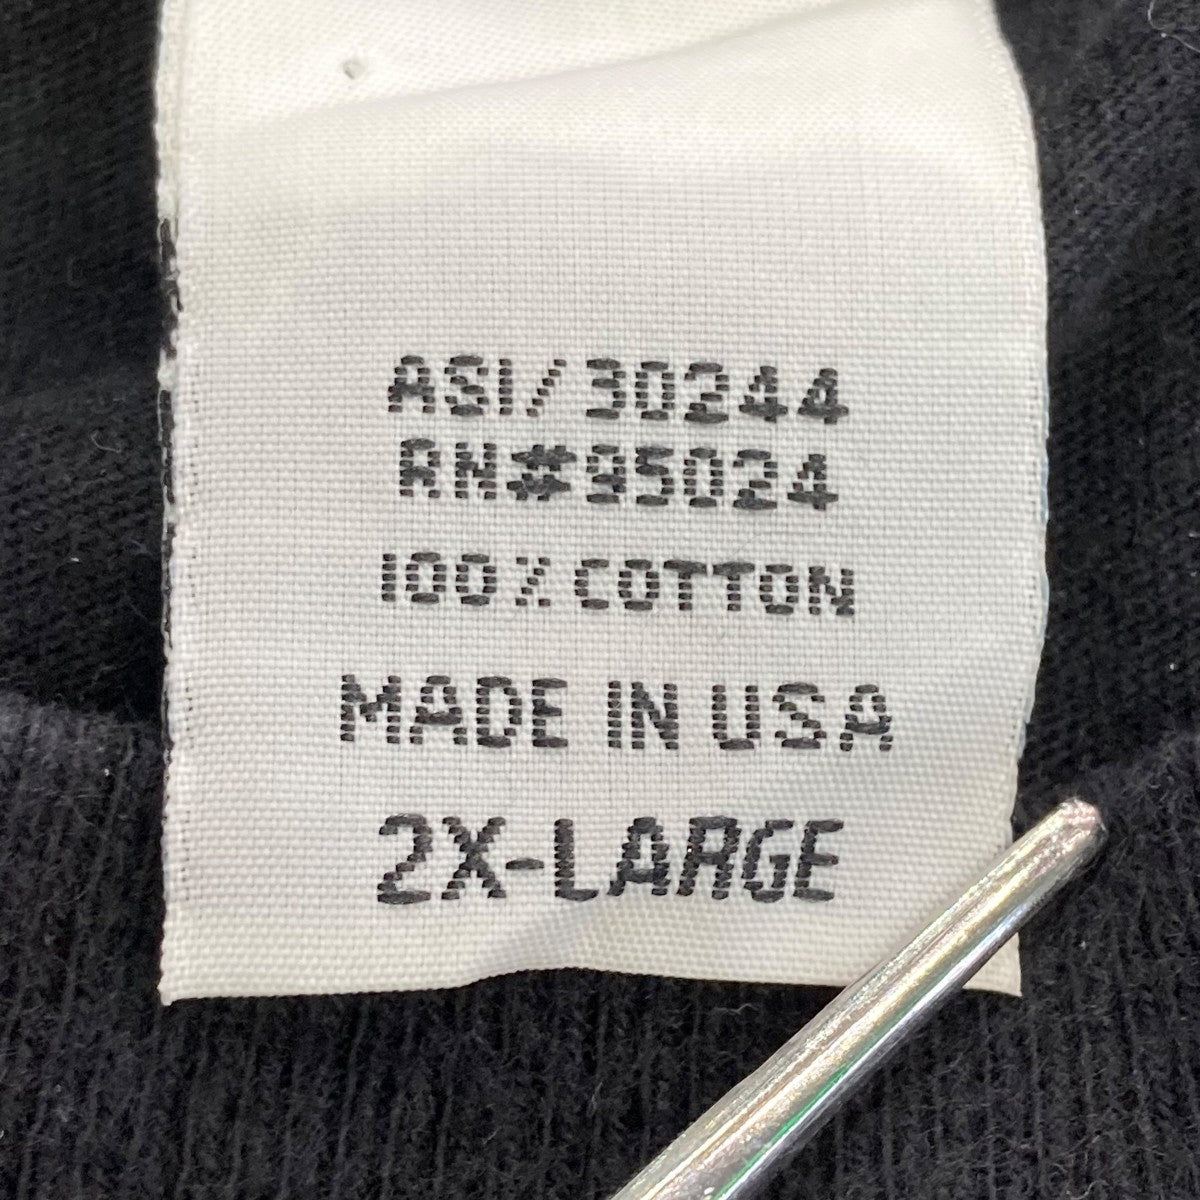 ASI/30244
RN#95024
100% COTTON
MADE IN USA
2X-LARGE